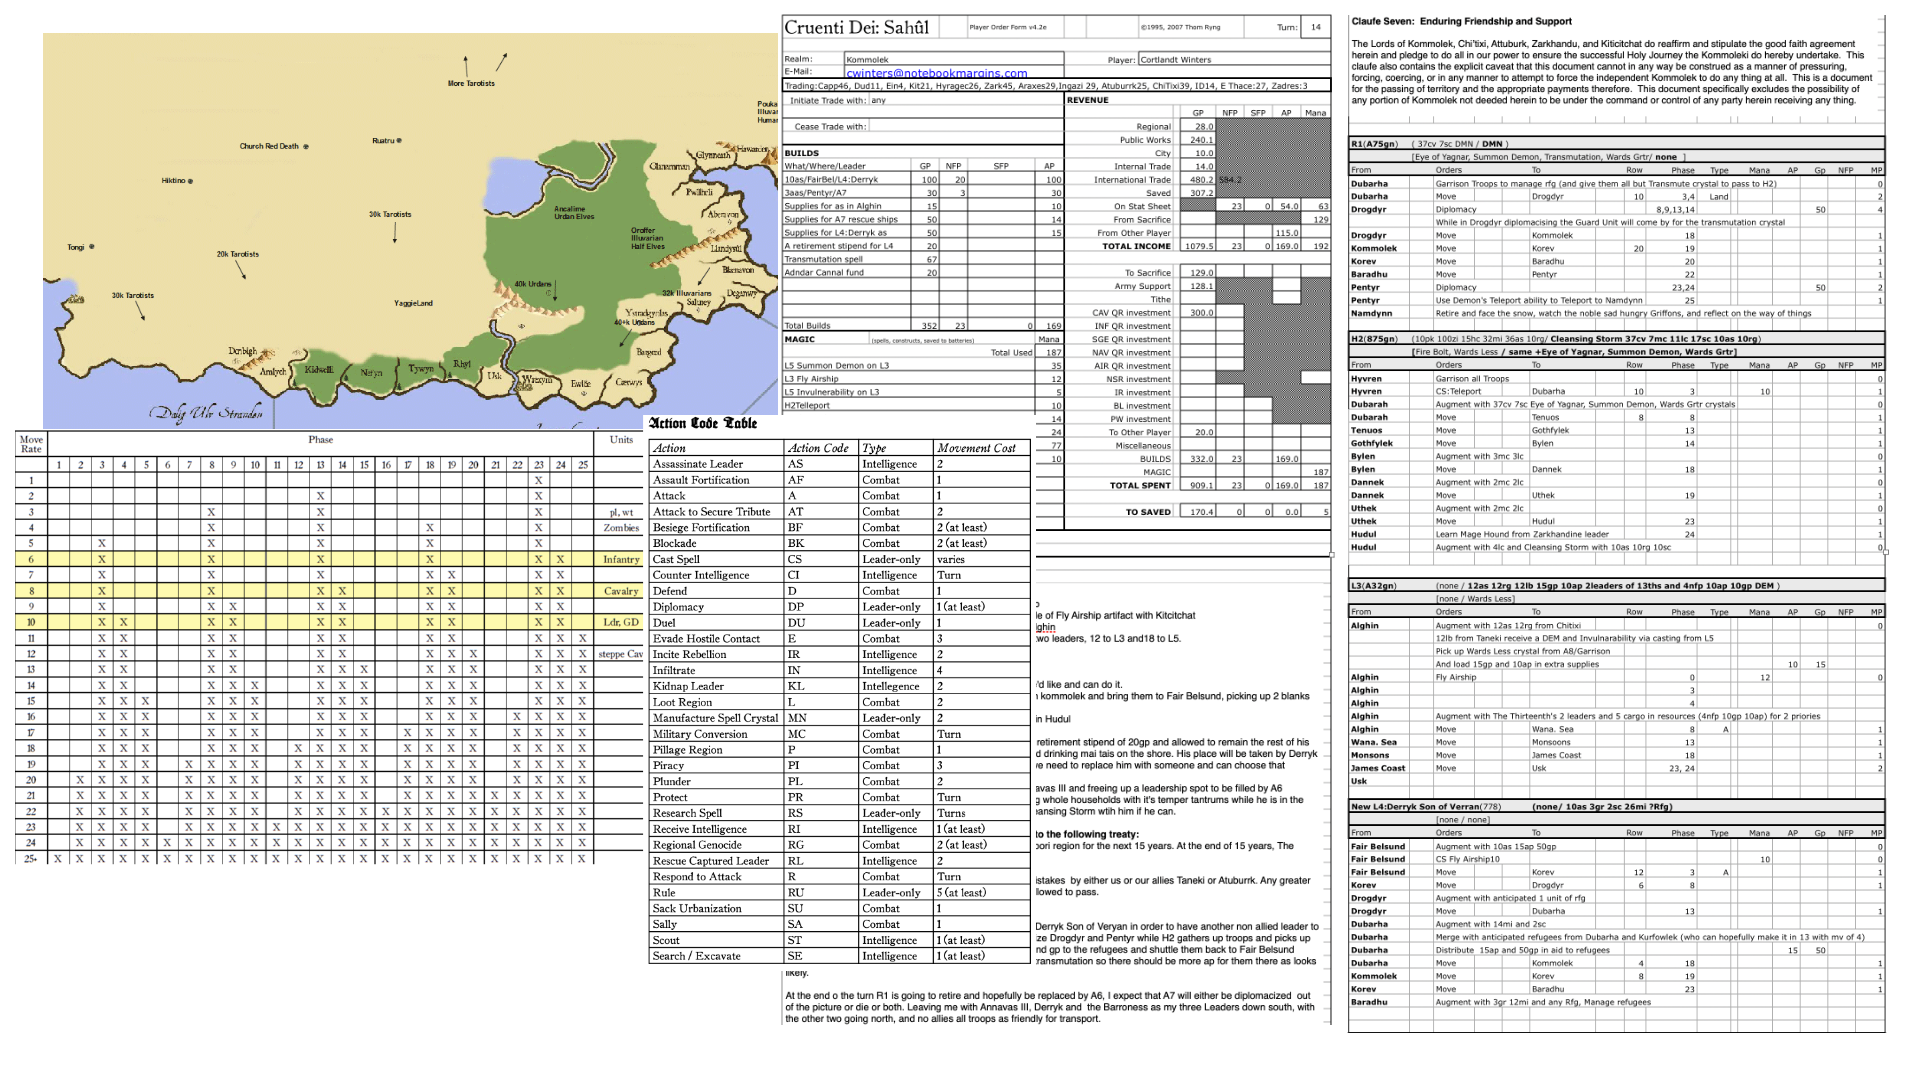 More Tarotists
Pouka
Illuvar
Human
Church Red Death
Ruatru
Glynneath
Hawarden
Glanamman
Hiktino
Pwllheli
Ancalime
Urdan Elves
Aberavon
30k Tarotists
Oroffer
Illuvarian
Half Elves
Tongi
Llandysul
20k Tarotists
Blaenavon
40k Urdans
32k Illuvarians
Deganwy
30k Tarotists
YaggieLand
Saltney
40+k Urdans
Denbigh
Bangor
Amlych
Kidwelli
Nefyn
Tywyn
Rhyl
Usk
Wrexym
Ewlöe
Caerwys
Dalig Ulv Stranden
Move Rate Phase Units
1 2 3 4 5 6 7 8 9 10 11 12 13 14 15 16 17 18 19 20 21 22 23 24 25
1 X
2 X X
3 X X X pl, wt
4 X X X X Zombies
5 X X X X X
6 X X X X X X Infantry
7 X X X X X X X
8 X X X X X X X X Cavalry
9 X X X X X X X X X
10 X X X X X X X X X X Ldr, GD
11 X X X X X X X X X X X
12 X X X X X X X X X X X X steppe Cav
13 X X X X X X X X X X X X X
14 X X X X X X X X X X X X X X
15 X X X X X X X X X X X X X X X
16 X X X X X X X X X X X X X X X X
17 X X X X X X X X X X X X X X X X X
18 X X X X X X X X X X X X X X X X X X
19 X X X X X X X X X X X X X X X X X X X
20 X X X X X X X X X X X X X X X X X X X X
21 X X X X X X X X X X X X X X X X X X X X X
22 X X X X X X X X X X X X X X X X X X X X X X
23 X X X X X X X X X X X X X X X X X X X X X X X
24 X X X X X X X X X X X X X X X X X X X X X X X X
25+ X X X X X X X X X X X X X X X X X X X X X X X X X
Action Code Table
Action Action Code Type Movement Cost
Assassinate Leader AS Intelligence 2
Assault Fortification AF Combat 1
Attack A Combat 1
Attack to Secure Tribute AT Combat 2
Besiege Fortification BF Combat 2 (at least)
Blockade BK Combat 2 (at least)
Cast Spell CS Leader-only varies
Counter Intelligence CI Intelligence Turn
Defend D Combat 1
Diplomacy DP Leader-only 1 (at least)
Duel DU Leader-only 1
Evade Hostile Contact E Combat 3
Incite Rebellion IR Intelligence 2
Infiltrate IN Intelligence 4
Kidnap Leader KL Intellegence 2
Loot Region L Combat 2
Manufacture Spell Crystal MN Leader-only 2
Military Conversion MC Combat Turn
Pillage Region P Combat 1
Piracy PI Combat 3
Plunder PL Combat 2
Protect PR Combat Turn
Research Spell RS Leader-only Turns
Receive Intelligence RI Intelligence 1 (at least)
Regional Genocide RG Combat 2 (at least)
Rescue Captured Leader RL Intelligence 2
Respond to Attack R Combat Turn
Rule RU Leader-only 5 (at least)
Sack Urbanization SU Combat 1
Sally SA Combat 1
Scout ST Intelligence 1 (at least)
Search / Excavate SE Intelligence 1 (at least)
Cruenti Dei: Sahûl Player Order Form v4.2e ©1995, 2007 Thom Ryng Turn: 14
Realm: Kommolek Player: Cortlandt Winters
E-Mail: cwinters@notebookmargins.com
Trading:Capp46, Dud11, Ein4, Kit21, Hyragec26, Zark45, Araxes29,Ingazi 29, Atuburrk25, ChiTixi39, ID14, E Thace:27, Zadres:3
Initiate Trade with: any
Cease Trade with:
BUILDS
What/Where/Leader GP NFP SFP AP
10as/FairBel/L4:Derryk 100 20 100
3aas/Pentyr/A7 30 3 30
Supplies for as in Alghin 15 10
Supplies for A7 rescue ships 50 14
Supplies for L4:Derryk as 50 15
A retirement stipend for L4 20
Transmutation spell 67
Adndar Cannal fund 20
Total Builds 352 23 0 169
MAGIC (spells, constructs, saved to batteries) Mana
Total Used 187
L5 Summon Demon on L3 35
L3 Fly Airship 12
L5 Invulnerability on L3 5
H2Telleport 10
14
24
77
10
REVENUE
GP NFP SFP AP Mana
Regional 28.0
Public Works 240.1
City 10.0
Internal Trade 14.0
International Trade 480.2 584.2
Saved 307.2
On Stat Sheet 23 0 54.0 63
From Sacrifice 129
From Other Player 115.0
TOTAL INCOME 1079.5 23 0 169.0 192
To Sacrifice 129.0
Army Support 128.1
Tithe
CAV QR investment 300.0
INF QR investment
SGE QR investment
NAV QR investment
AIR QR investment
NSR investment
IR investment
BL investment
PW investment
To Other Player 20.0
Miscellaneous
BUILDS 332.0 23 169.0
MAGIC 187
TOTAL SPENT 909.1 23 0 169.0 187
TO SAVED 170.4 0 0 0.0 5
le of Fly Airship artifact with Kitcitchat
lghin
two leaders, 12 to L3 and18 to L5.
'd like and can do it.
kommolek and bring them to Fair Belsund, picking up 2 blanks
in Hudul
retirement stipend of 20gp and allowed to remain the rest of his
d drinking mai tais on the shore. His place will be taken by Derryk
ve need to replace him with someone and can choose that
avas III and freeing up a leadership spot to be filled by A6
g whole households with it's temper tantrums while he is in the
eansing Storm wtih him if he can.
to the following treaty:
oori region for the next 15 years. At the end of 15 years, The
istakes by either us or our allies Taneki or Atuburrk. Any greater
llowed to pass.
Derryk Son of Veryan in order to have another non allied leader to
ze Drogdyr and Pentyr while H2 gathers up troops and picks up
nd gp to the refugees and shuttle them back to Fair Belsund
transmutation so there should be more ap for them there as looks
likely.
At the end o the turn R1 is going to retire and hopefully be replaced by A6, I expect that A7 will either be diplomacized out
of the picture or die or both. Leaving me with Annavas III, Derryk and the Barroness as my three Leaders down south, with
the other two going north, and no allies all troops as friendly for transport.
Claufe Seven: Enduring Friendship and Support
The Lords of Kommolek, Chi'tixi, Attuburk, Zarkhandu, and Kiticitchat do reaffirm and stipulate the good faith agreement
herein and pledge to do all in our power to ensure the successful Holy Journey the Kommoleki do hereby undertake. This
claufe also contains the explicit caveat that this document cannot in any way be construed as a manner of pressuring,
forcing, coercing, or in any manner to attempt to force the independent Kommolek to do any thing at all. This is a document
for the passing of territory and the appropriate payments therefore. This document specifically excludes the possibility of
any portion of Kommolek not deeded herein to be under the command or control of any party herein receiving any thing.
R1(A75gn) ( 37cv 7sc DMN / DMN )
[Eye of Yagnar, Summon Demon, Transmutation, Wards Grtr/ none ]
From Orders To Row Phase Type Mana AP Gp NFP MP
Dubarha Garrison Troops to manage rfg (and give them all but Transmute crystal to pass to H2) 0
Dubarha Move Drogdyr 10 3,4 Land 2
Drogdyr Diplomacy 8,9,13,14 50 4
While in Drogdyr diplomacising the Guard Unit will come by for the transmutation crystal
Drogdyr Move Kommolek 18 1
Kommolek Move Korev 20 19 1
Korev Move Baradhu 20 1
Baradhu Move Pentyr 22 1
Pentyr Diplomacy 23,24 50 2
Pentyr Use Demon's Teleport ability to Teleport to Namdynn 25 1
Namdynn Retire and face the snow, watch the noble sad hungry Griffons, and reflect on the way of things
H2(875gn) (10pk 100zi 15hc 32mi 36as 10rg/ Cleansing Storm 37cv 7mc 11lc 17sc 10as 10rg)
[Fire Bolt, Wards Less / same +Eye of Yagnar, Summon Demon, Wards Grtr]
From Orders To Row Phase Type Mana AP Gp NFP MP
Hyvren Garrison all Troops 0
Hyvren CS:Teleport Dubarha 10 3 10 1
Dubarah Augment with 37cv 7sc Eye of Yagnar, Summon Demon, Wards Grtr crystals 0
Dubarah Move Tenuos 8 8 1
Tenuos Move Gothfylek 13 1
Gothfylek Move Bylen 14 1
Bylen Augment with 3mc 3lc 0
Bylen Move Dannek 18 1
Dannek Augment with 2mc 2lc 0
Dannek Move Uthek 19 1
Uthek Augment with 2mc 2lc 0
Uthek Move Hudul 23 1
Hudul Learn Mage Hound from Zarkhandine leader 24 1
Hudul Augment with 4lc and Cleansing Storm with 10as 10rg 10sc 0
L3(A32gn) (none / 12as 12rg 12lb 15gp 10ap 2leaders of 13ths and 4nfp 10ap 10gp DEM )
[none / Wards Less]
From Orders To Row Phase Type Mana AP Gp NFP MP
Alghin Augment with 12as 12rg from Chitixi 0
12lb from Taneki receive a DEM and Invulnarability via casting from L5
Pick up Wards Less crystal from A8/Garrison
And load 15gp and 10ap in extra supplies 10 15
Alghin Fly Airship 0 12 0
Alghin 3
Alghin 4
Alghin Augment with The Thirteenth's 2 leaders and 5 cargo in resources (4nfp 10gp 10ap) for 2 priories
Alghin Move Wana. Sea 8 A 1
Wana. Sea Move Monsoons 13 1
Monsons Move James Coast 18 1
James Coast Move Usk 23, 24 2
Usk
New L4:Derryk Son of Verran(778) (none/ 10as 3gr 2sc 26mi ?Rfg)
[none / none]
From Orders To Row Phase Type Mana AP Gp NFP MP
Fair Belsund Augment with 10as 15ap 50gp 0
Fair Belsund CS Fly Airship10 10 0
Fair Belsund Move Korev 12 3 A 1
Korev Move Drogdyr 6 8 1
Drogdyr Augment with anticipated 1 unit of rfg
Drogdyr Move Dubarha 13 1
Dubarha Augment with 14mi and 2sc
Dubarha Merge with anticipated refugees from Dubarha and Kurfowlek (who can hopefully make it in 13 with mv of 4)
Dubarha Distribute 15ap and 50gp in aid to refugees 15 50
Dubarha Move Kommolek 4 18 1
Kommolek Move Korev 8 19 1
Korev Move Baradhu 23 1
Baradhu Augment with 3gr 12mi and any Rfg, Manage refugees